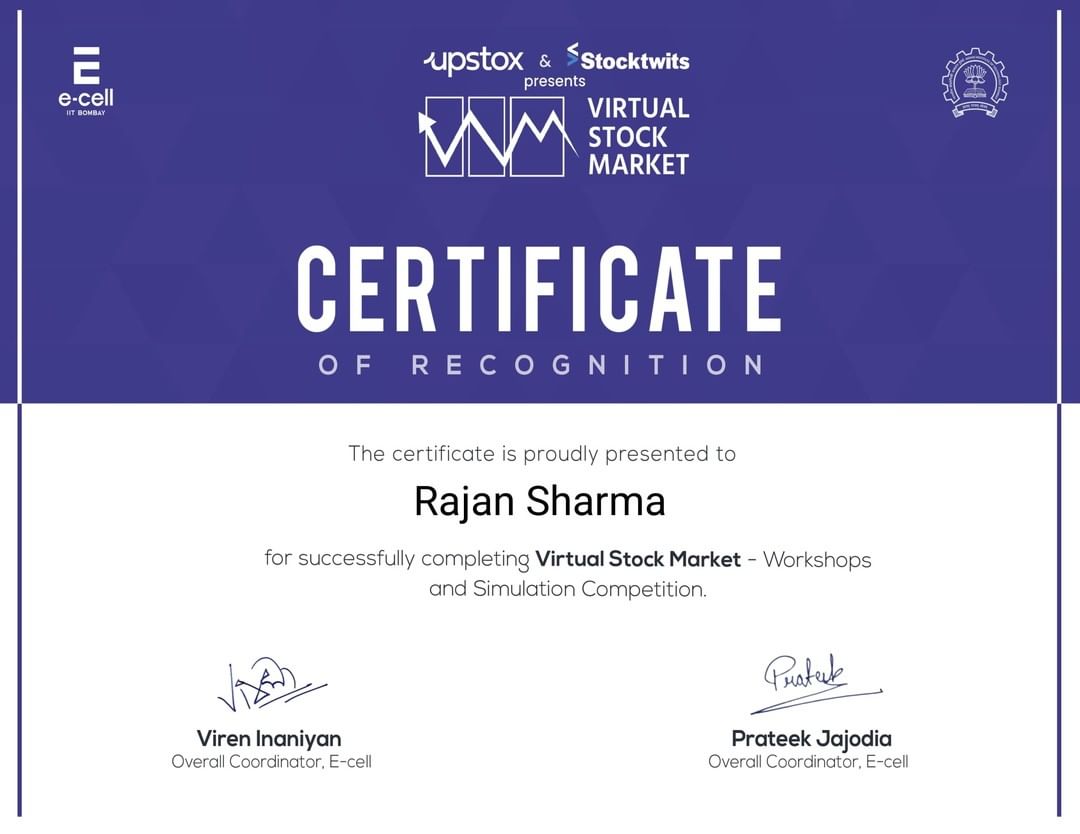 e-cell
IIT BOMBAY
upstox & Stocktwits
presents
VIRTUAL
STOCK
MARKET
CERTIFICATE
OF RECOGNITION
The certificate is proudly presented to
Rajan Sharma
for successfully completing Virtual Stock Market - Workshops
and Simulation Competition.
Prateek
Viren Inaniyan
Overall Coordinator, E-cell
Prateek Jajodia
Overall Coordinator, E-cell